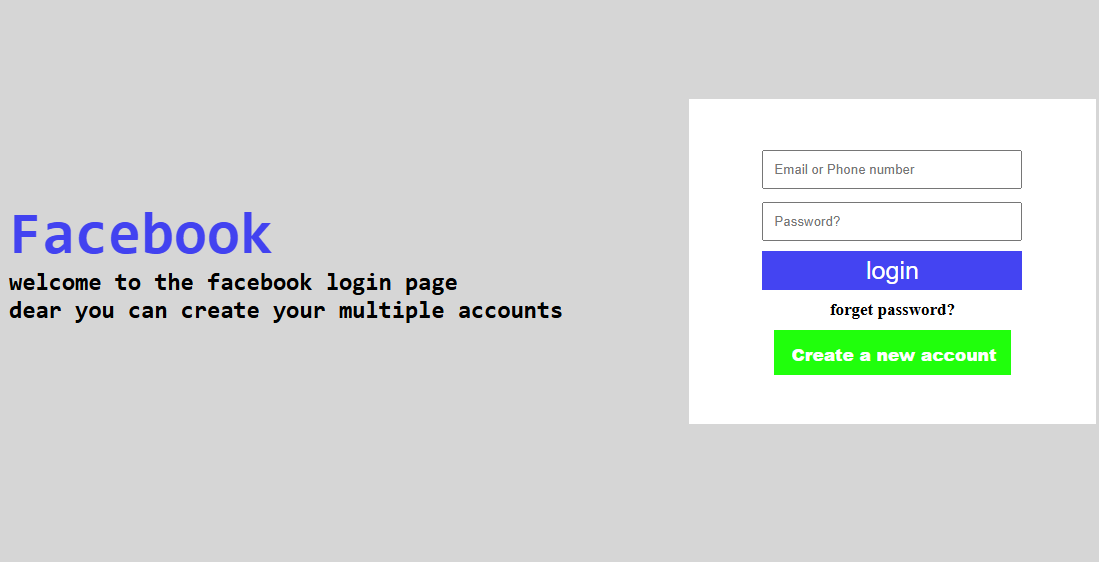 Facebook
welcome to the facebook login page
dear you can create your multiple accounts
Email or Phone number
Password?
login
forget password?
Create a new account